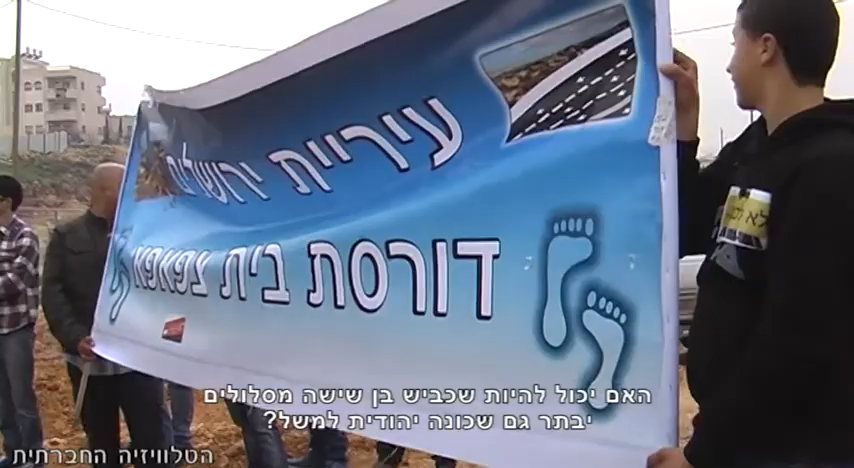 עיריית ירושלים
דורסת בית צפאפא
האם יכול להיות שכביש בן שישה מסלולים
יבתר גם שכונה יהודית למשל?
הטלוויזיה החברתית